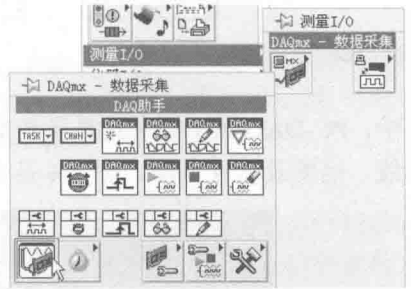 测量I/O
测量I/O
DAQmx - 数据采集
MX
DAQmx - 数据采集
DAQ助手
TASK CHAN DAQmx DAQmx DAQmx DAQmx
DAQmx DAQmx DAQmx DAQmx DAQmx